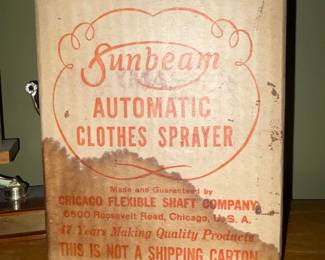 Sunbeam
AUTOMATIC
CLOTHES SPRAYER
Made and Guaranteed by
CHICAGO FLEXIBLE SHAFT COMPANY
5600 Roosevelt Road, Chicago, U. S. A.
47 Years Making Quality Products
THIS IS NOT A SHIPPING CARTON